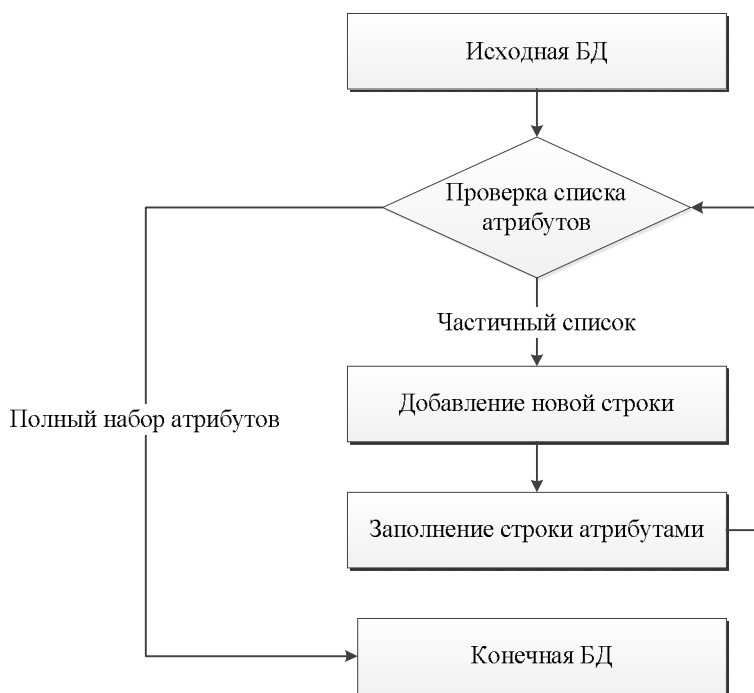 Исходная БД
Проверка списка
атрибутов
Частичный список
Добавление новой строки
Полный набор атрибутов
Заполнение строки атрибутами
Конечная БД